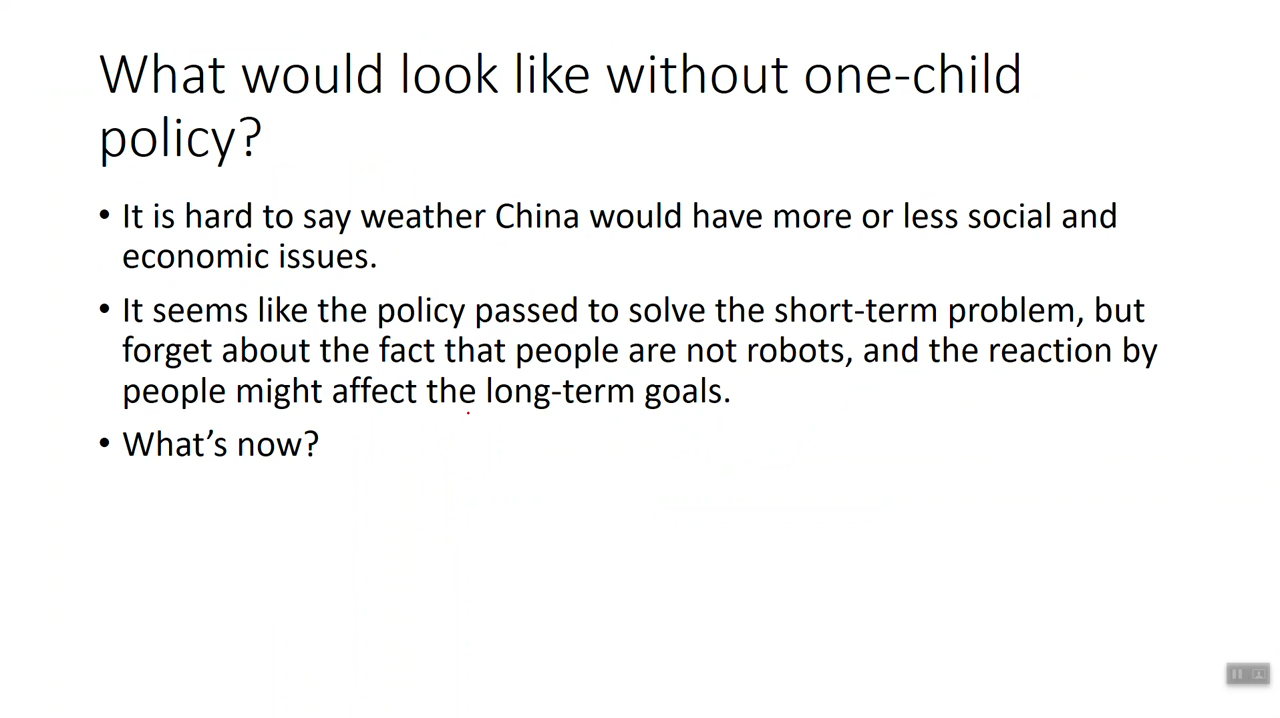 What would look like without one-child
policy?
• It is hard to say weather China would have more or less social and
economic issues.
• It seems like the policy passed to solve the short-term problem, but
forget about the fact that people are not robots, and the reaction by
people might affect the long-term goals.
• What’s now?